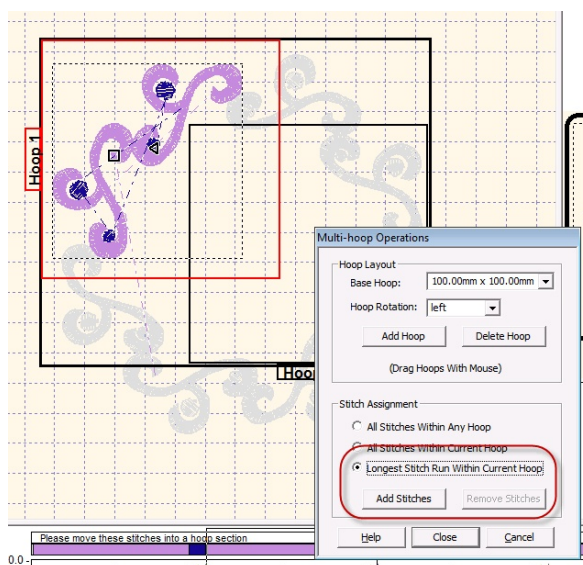 Hoop 1
Hoop
Multi-hoop Operations
Hoop Layout
Base Hoop: 100.00mm x 100.00mm
Hoop Rotation: left
Add Hoop Delete Hoop
(Drag Hoops With Mouse)
Stitch Assignment
All Stitches Within Any Hoop
All Stitches Within Current Hoop
Longest Stitch Run Within Current Hoop
Add Stitches Remove Stitches
Help Close Cancel
Please move these stitches into a hoop section
0.0